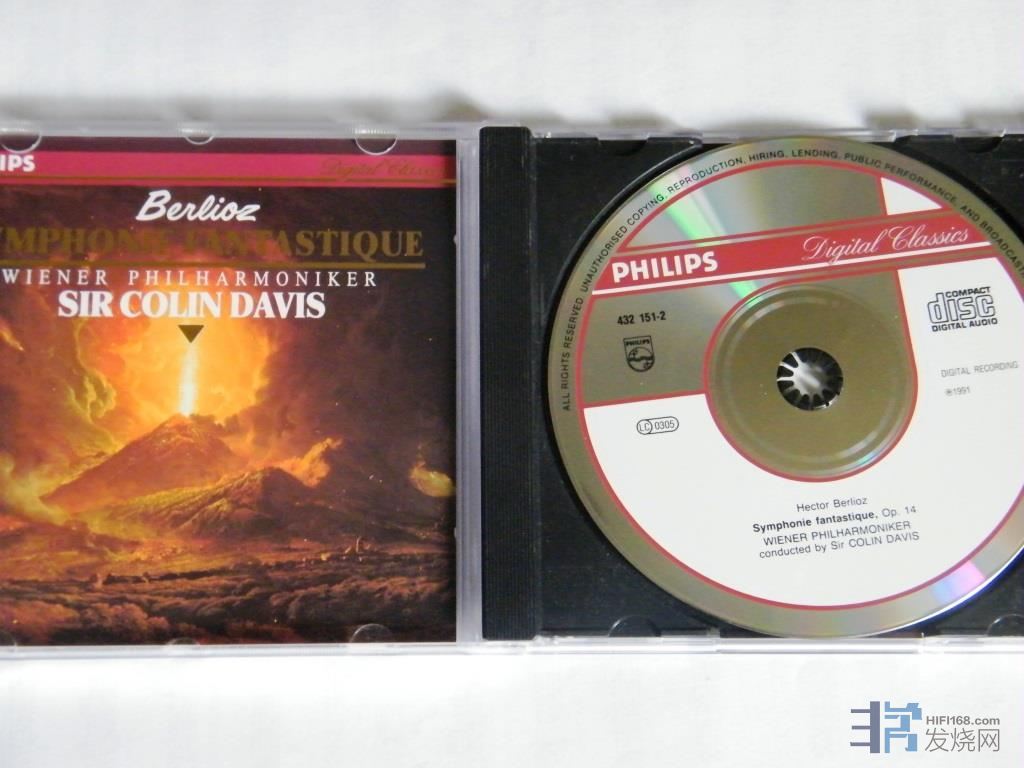 IPS
Digital Classics
Berlioz
YMPHONIE FANTASTIQUE
WIENER PHILHARMONIKER
SIR COLIN DAVIS
ALL RIGHTS RESERVED UNAUTHORISED COPYING, REPRODUCTION, HIRING, LENDING, PUBLIC PERFORMANCE, AND BROADCAST
PHILIPS
Digital Classics
432 151-2
PHILIPS
COMPACT
disc
DIGITAL AUDIO
DIGITAL RECORDING
℗1991
LC 0305
Hector Berlioz
Symphonie fantastique, Op. 14
WIENER PHILHARMONIKER
conducted by Sir COLIN DAVIS
HIFI168.com
发烧网